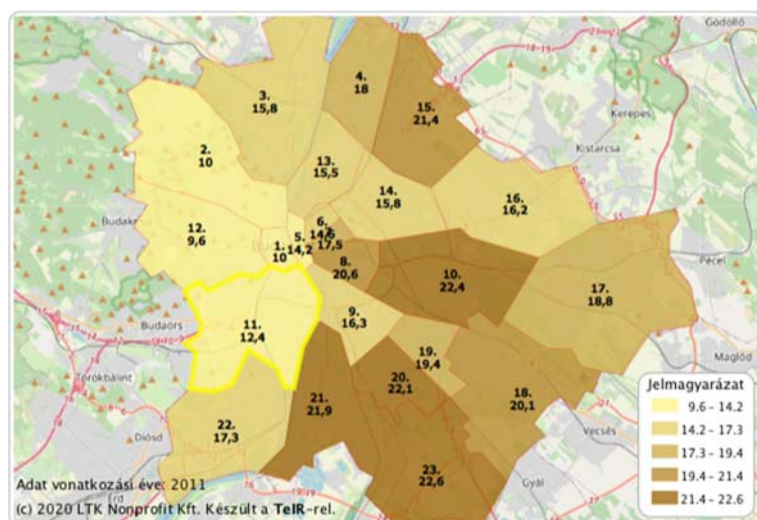 Gödöllő
3.
15,8
4.
18
15.
21,4
Kerepes
Kistarcsa
2.
10
13.
15,5
14.
15,8
16.
16,2
12.
9,6
5.
14,2
6.
1.
10
17,5
8.
20,6
10.
22,4
17.
18,8
Pécel
Budaörs
11.
12,4
9.
16,3
19.
19,4
Maglód
Törökbálint
21.
21,9
20.
22,1
18.
20,1
Vecsés
Diósd
22.
17,3
23.
22,6
Gyál
Érd
Jelmagyarázat
9.6 - 14.2
14.2 - 17.3
17.3 - 19.4
19.4 - 21.4
21.4 - 22.6
Adat vonatkozási éve: 2011
(c) 2020 LTK Nonprofit Kft. Készült a TeIR-rel.